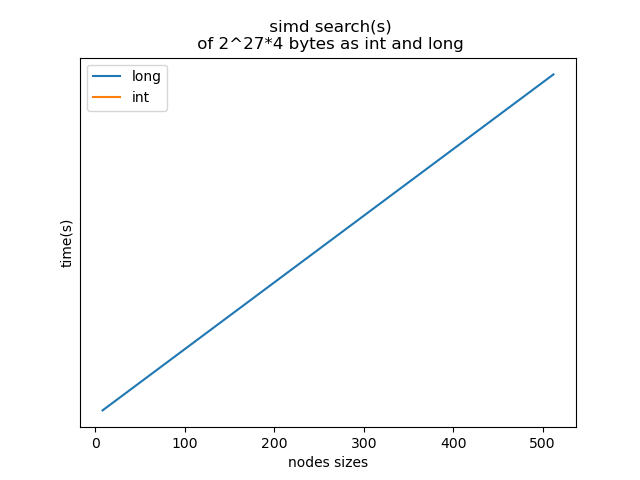 simd search(s)
of 2^27*4 bytes as int and long
long
int
time(s)
0 100 200 300 400 500
nodes sizes